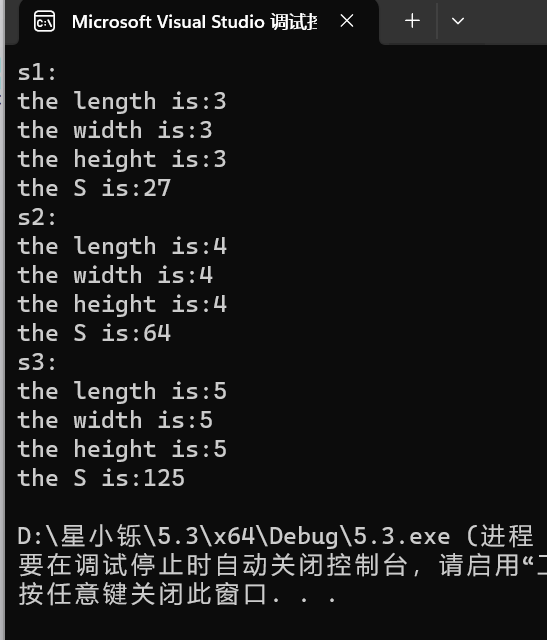 Microsoft Visual Studio 调试控
s1:
the length is:3
the width is:3
the height is:3
the S is:27
s2:
the length is:4
the width is:4
the height is:4
the S is:64
s3:
the length is:5
the width is:5
the height is:5
the S is:125
D:\星小铄\5.3\x64\Debug\5.3.exe (进程
要在调试停止时自动关闭控制台, 请启用“工
按任意键关闭此窗口. . .